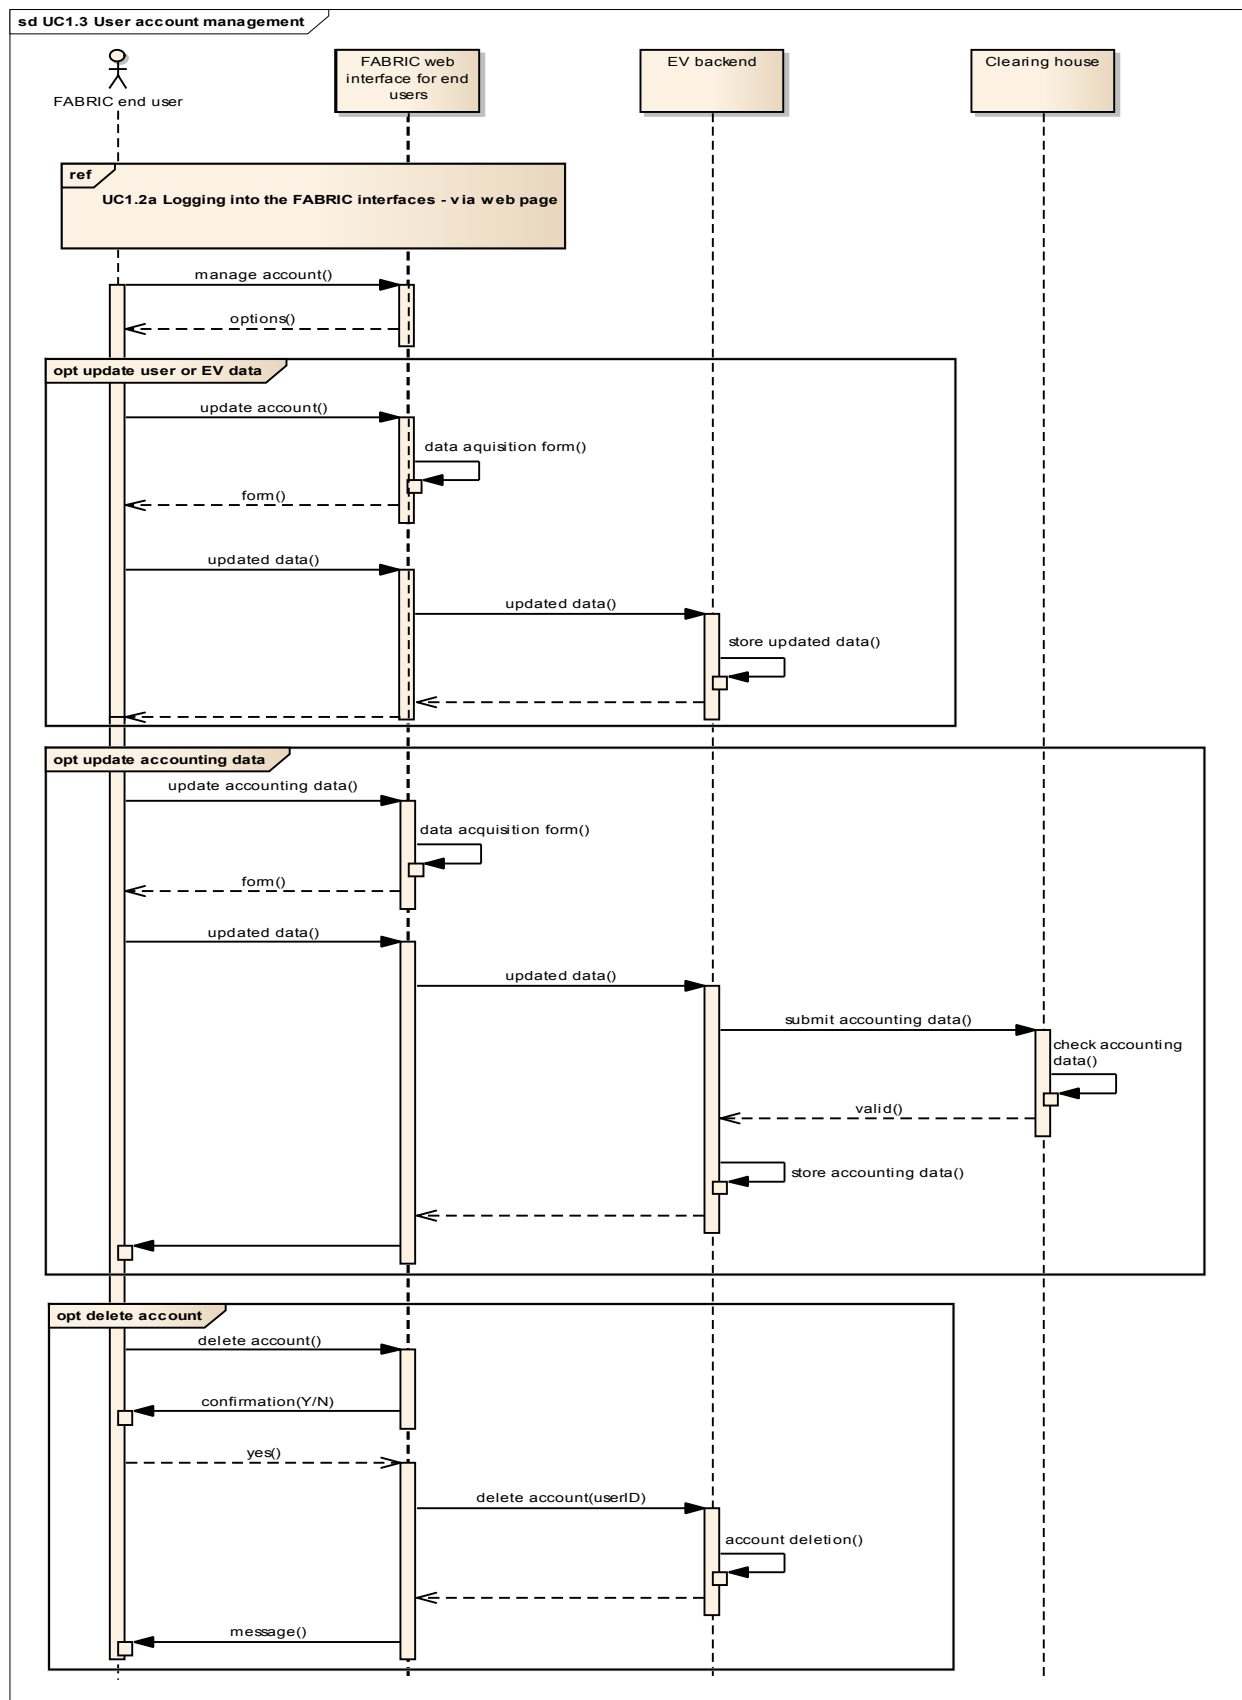 sd UC1.3 User account management
FABRIC end user
FABRIC web
interface for end
users
EV backend
Clearing house
ref
UC1.2a Logging into the FABRIC interfaces - via web page
manage account()
options()
opt update user or EV data
update account()
data aquisition form()
form()
updated data()
updated data()
store updated data()
opt update accounting data
update accounting data()
data acquisition form()
form()
updated data()
updated data()
submit accounting data()
check accounting
data()
valid()
store accounting data()
opt delete account
delete account()
confirmation(Y/N)
yes()
delete account(userID)
account deletion()
message()